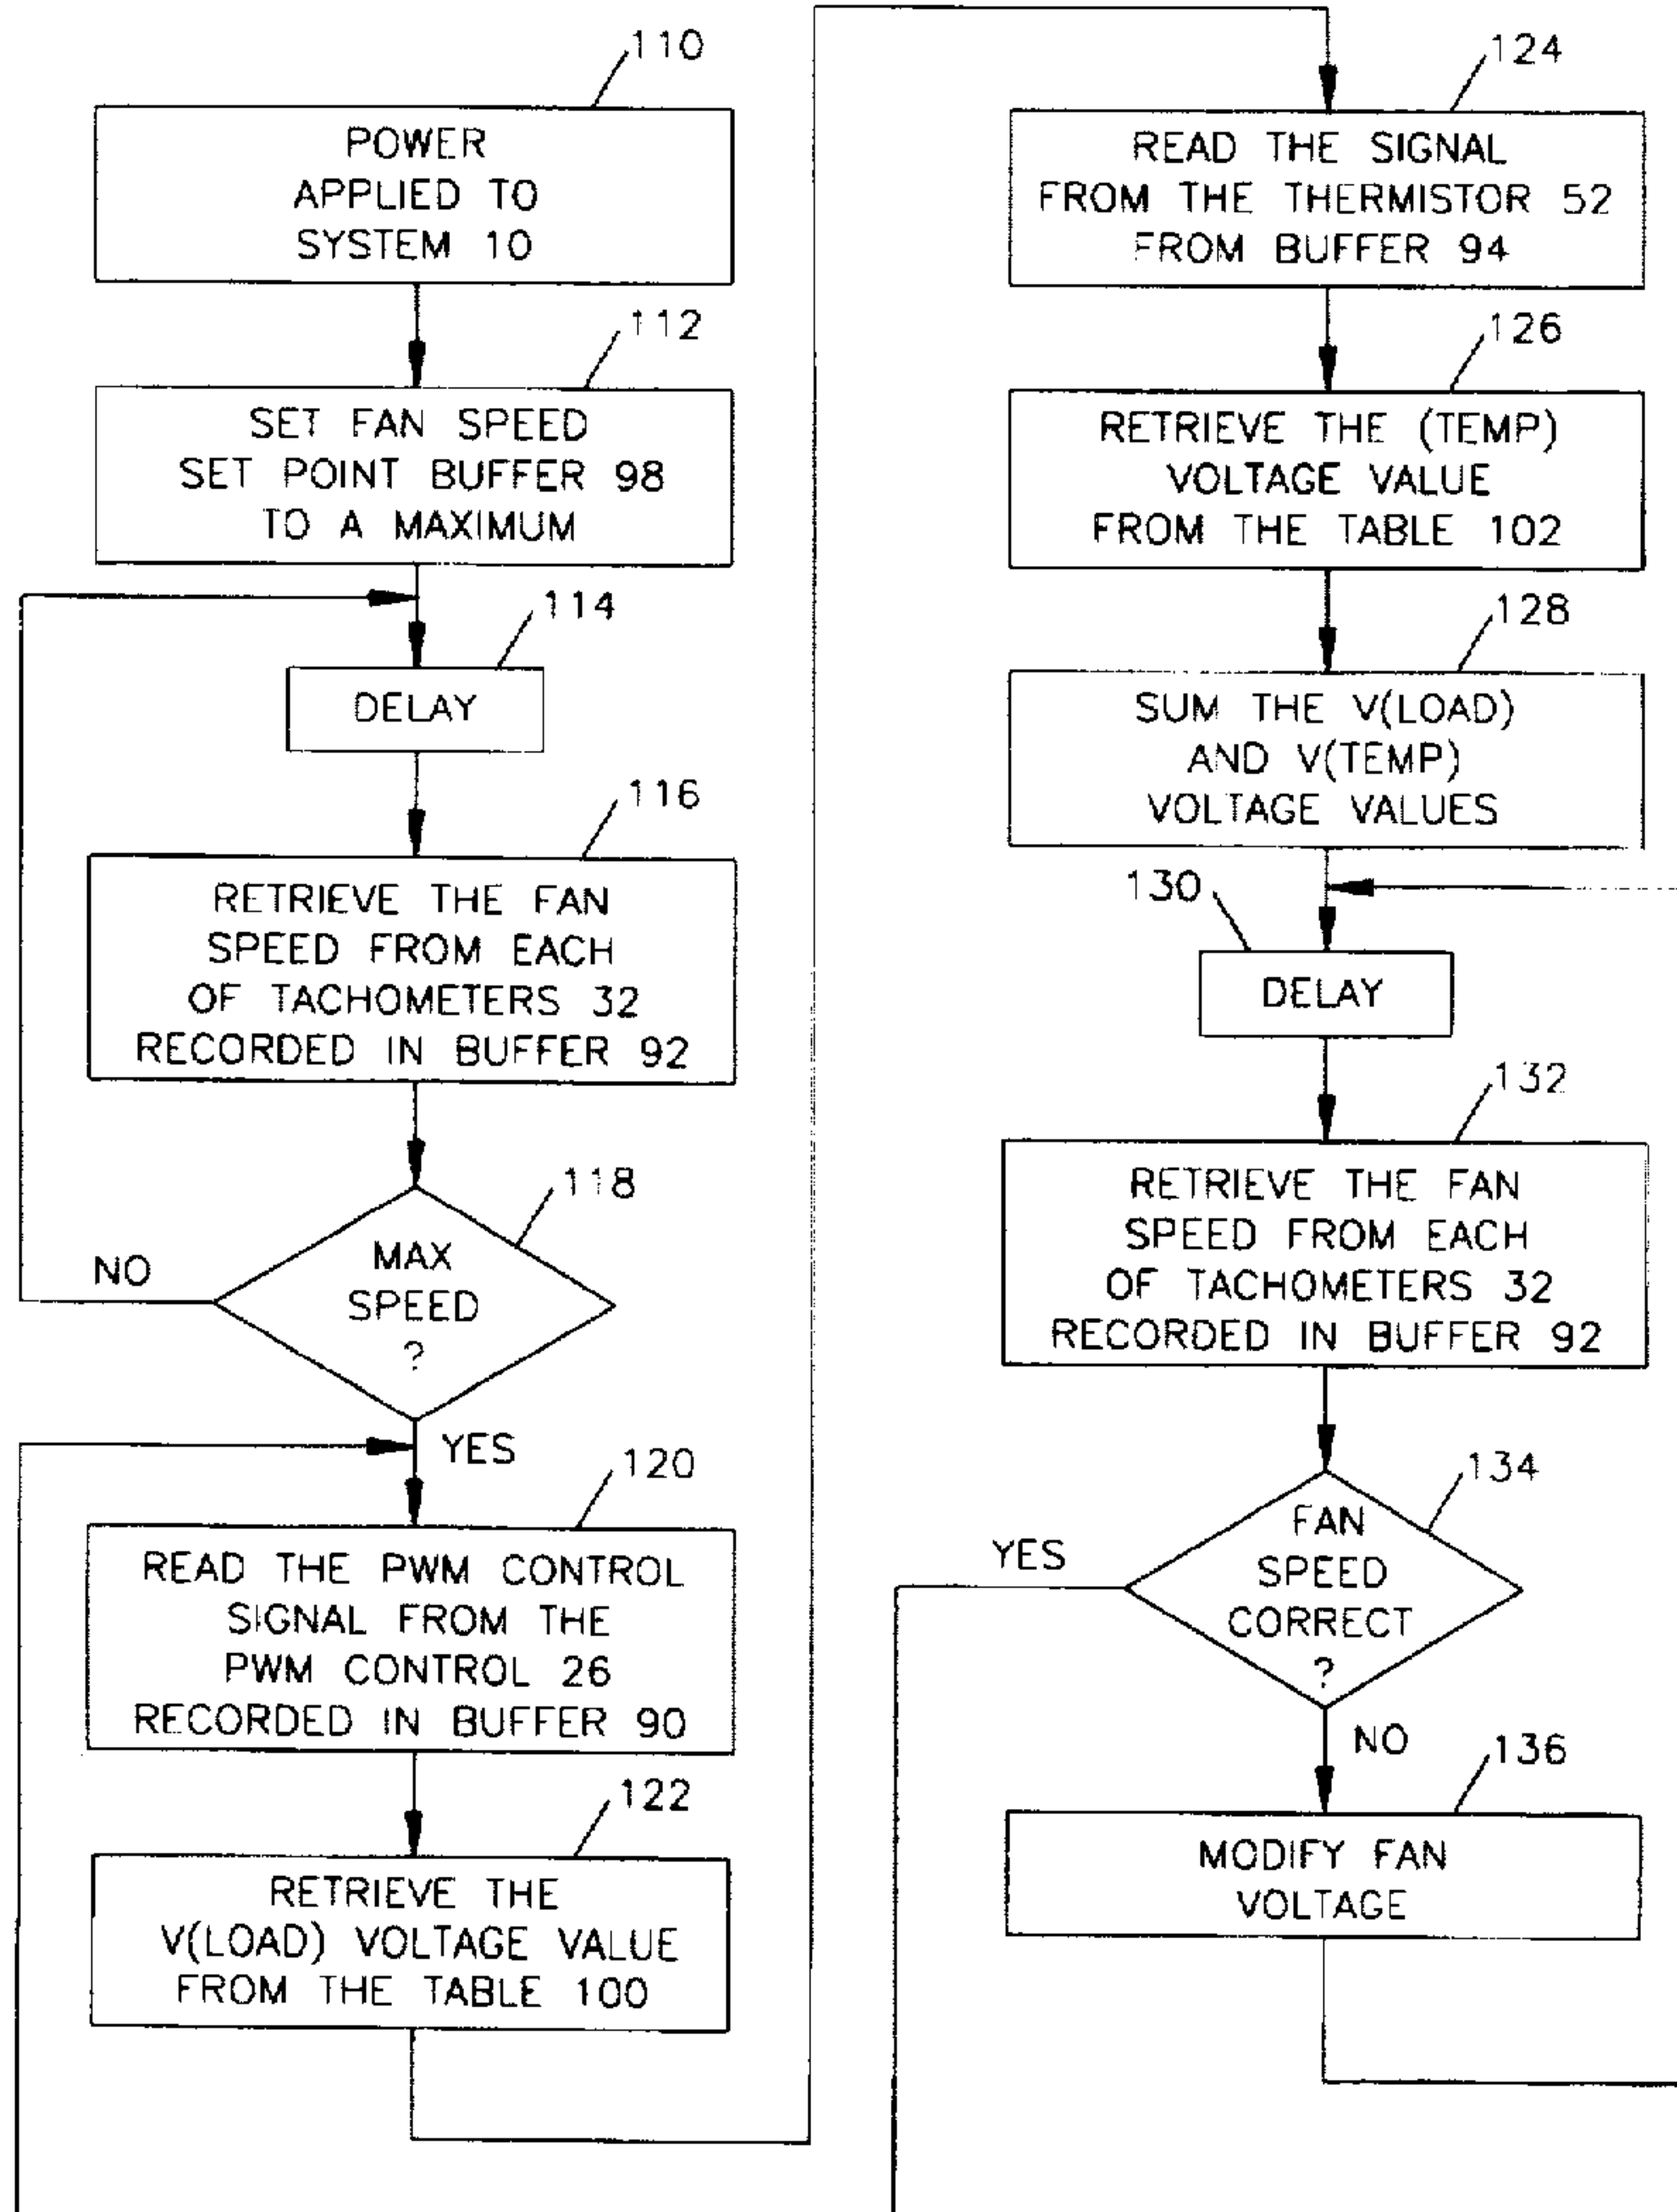 110
POWER
APPLIED TO
SYSTEM 10
112
SET FAN SPEED
SET POINT BUFFER 98
TO A MAXIMUM
114
DELAY
116
RETRIEVE THE FAN
SPEED FROM EACH
OF TACHOMETERS 32
RECORDED IN BUFFER 92
118
MAX
SPEED
?
NO
YES
120
READ THE PWM CONTROL
SIGNAL FROM THE
PWM CONTROL 26
RECORDED IN BUFFER 90
122
RETRIEVE THE
V(LOAD) VOLTAGE VALUE
FROM THE TABLE 100
124
READ THE SIGNAL
FROM THE THERMISTOR 52
FROM BUFFER 94
126
RETRIEVE THE (TEMP)
VOLTAGE VALUE
FROM THE TABLE 102
128
SUM THE V(LOAD)
AND V(TEMP)
VOLTAGE VALUES
130
DELAY
132
RETRIEVE THE FAN
SPEED FROM EACH
OF TACHOMETERS 32
RECORDED IN BUFFER 92
134
FAN
SPEED
CORRECT
?
YES
NO
136
MODIFY FAN
VOLTAGE